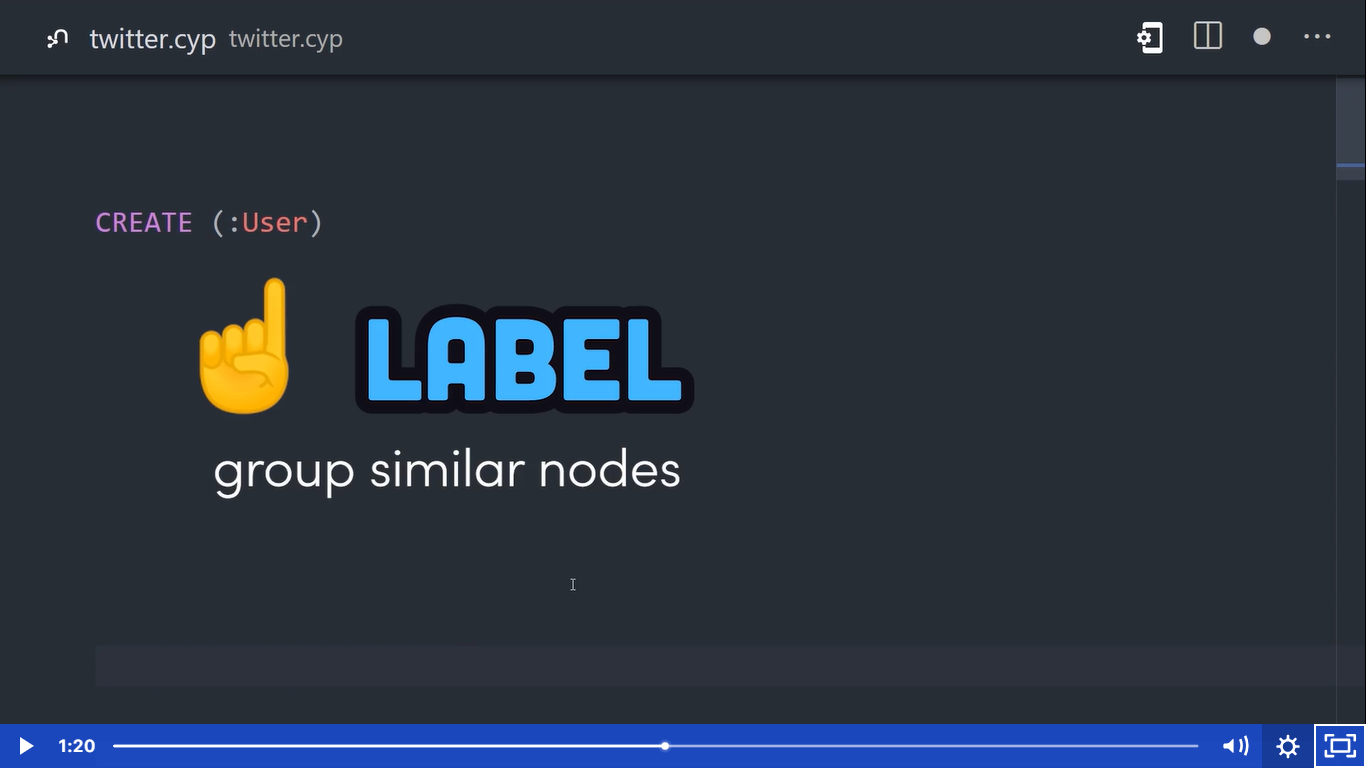 twitter.cyp twitter.cyp
CREATE (:User)
LABEL
group similar nodes
1:20